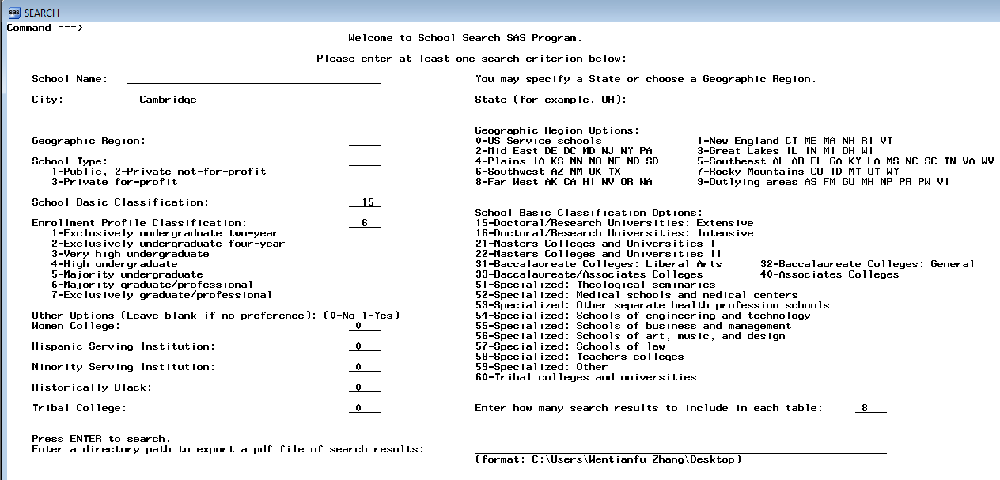 sas SEARCH
Command ===>
Welcome to School Search SAS Program.
Please enter at least one search criterion below:
School Name: You may specify a State or choose a Geographic Region.
City: Cambridge State (for example, OH):
Geographic Region Options:
Geographic Region: 0-US Service schools 1-New England CT ME MA NH RI VT
2-Mid East DE DC MD NJ NY PA 3-Great Lakes IL IN MI OH WI
School Type: 4-Plains IA KS MN MO NE ND SD 5-Southeast AL AR FL GA KY LA MS NC SC TN VA WV
1-Public, 2-Private not-for-profit 6-Southwest AZ NM OK TX 7-Rocky Mountains CO ID MT UT WY
3-Private for-profit 8-Far West AK CA HI NV OR WA 9-Outlying areas AS FM GU MH MP PR PW VI
School Basic Classification: 15
School Basic Classification Options:
Enrollment Profile Classification: 6 15-Doctoral/Research Universities: Extensive
1-Exclusively undergraduate two-year 16-Doctoral/Research Universities: Intensive
2-Exclusively undergraduate four-year 21-Masters Colleges and Universities I
3-Very high undergraduate 22-Masters Colleges and Universities II
4-High undergraduate 31-Baccalaureate Colleges: Liberal Arts 32-Baccalaureate Colleges: General
5-Majority undergraduate 33-Baccalaureate/Associates Colleges 40-Associates Colleges
6-Majority graduate/professional 51-Specialized: Theological seminaries
7-Exclusively graduate/professional 52-Specialized: Medical schools and medical centers
53-Specialized: Other separate health profession schools
Other Options (Leave blank if no preference): (0-No 1-Yes) 54-Specialized: Schools of engineering and technology
Women College: 0 55-Specialized: Schools of business and management
56-Specialized: Schools of art, music, and design
Hispanic Serving Institution: 0 57-Specialized: Schools of law
58-Specialized: Teachers colleges
Minority Serving Institution: 0 59-Specialized: Other
60-Tribal colleges and universities
Historically Black: 0
Tribal College: 0 Enter how many search results to include in each table: 8
Press ENTER to search.
Enter a directory path to export a pdf file of search results:
(format: C:\Users\Wentianfu Zhang\Desktop)